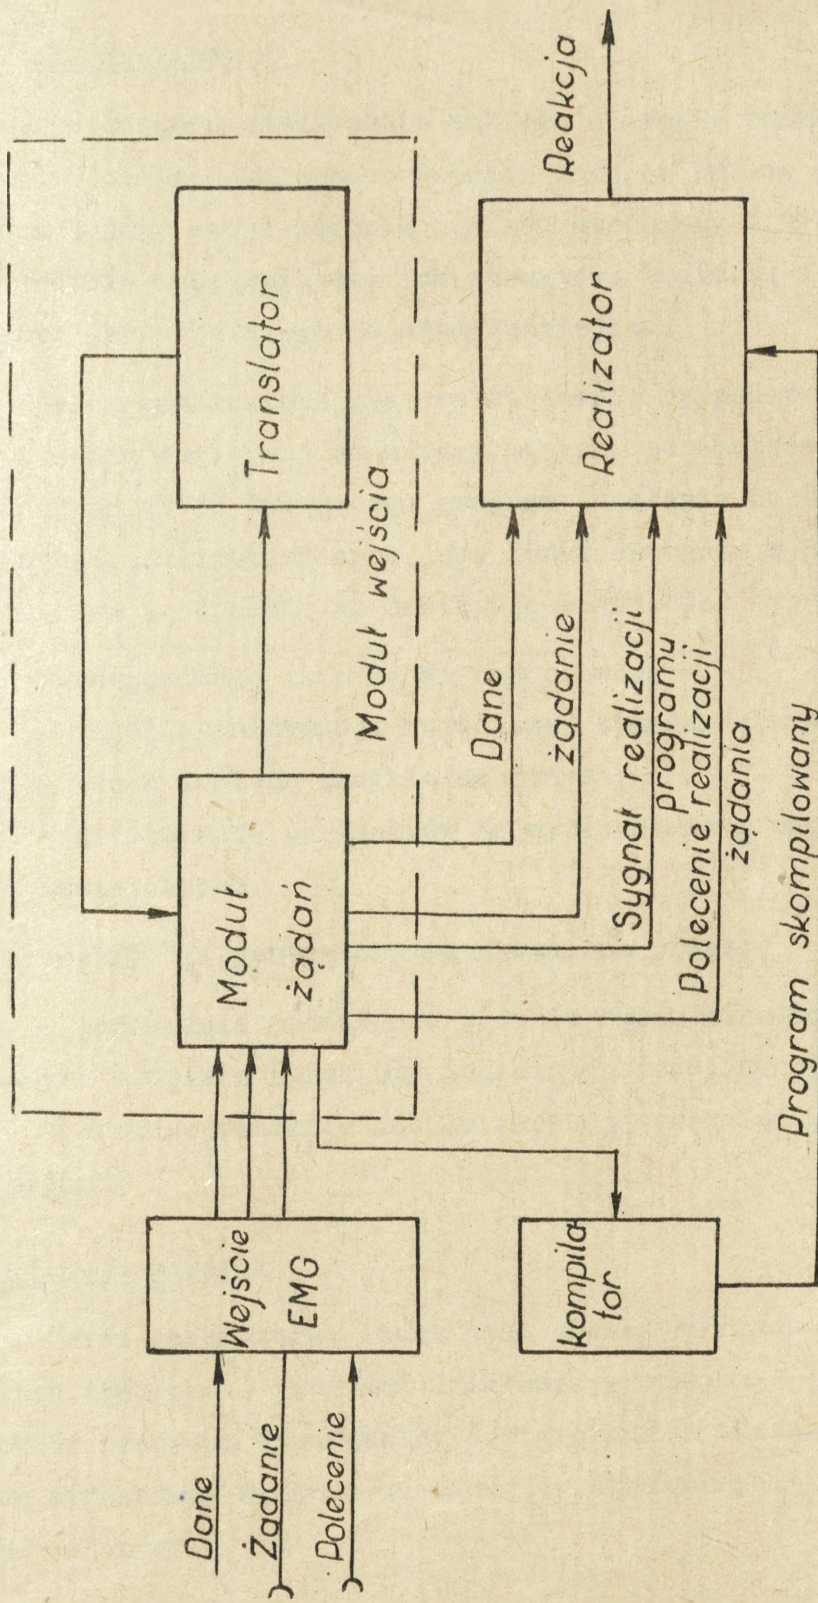 Dane
Żądanie
Polecenie
Wejście
EMG
Moduł
żądań
Translator
Moduł wejścia
kompila-
tor
Dane
żądanie
Sygnał realizacji
programu
Polecenie realizacji
żądania
Realizator
Reakcja
Program skompilowany